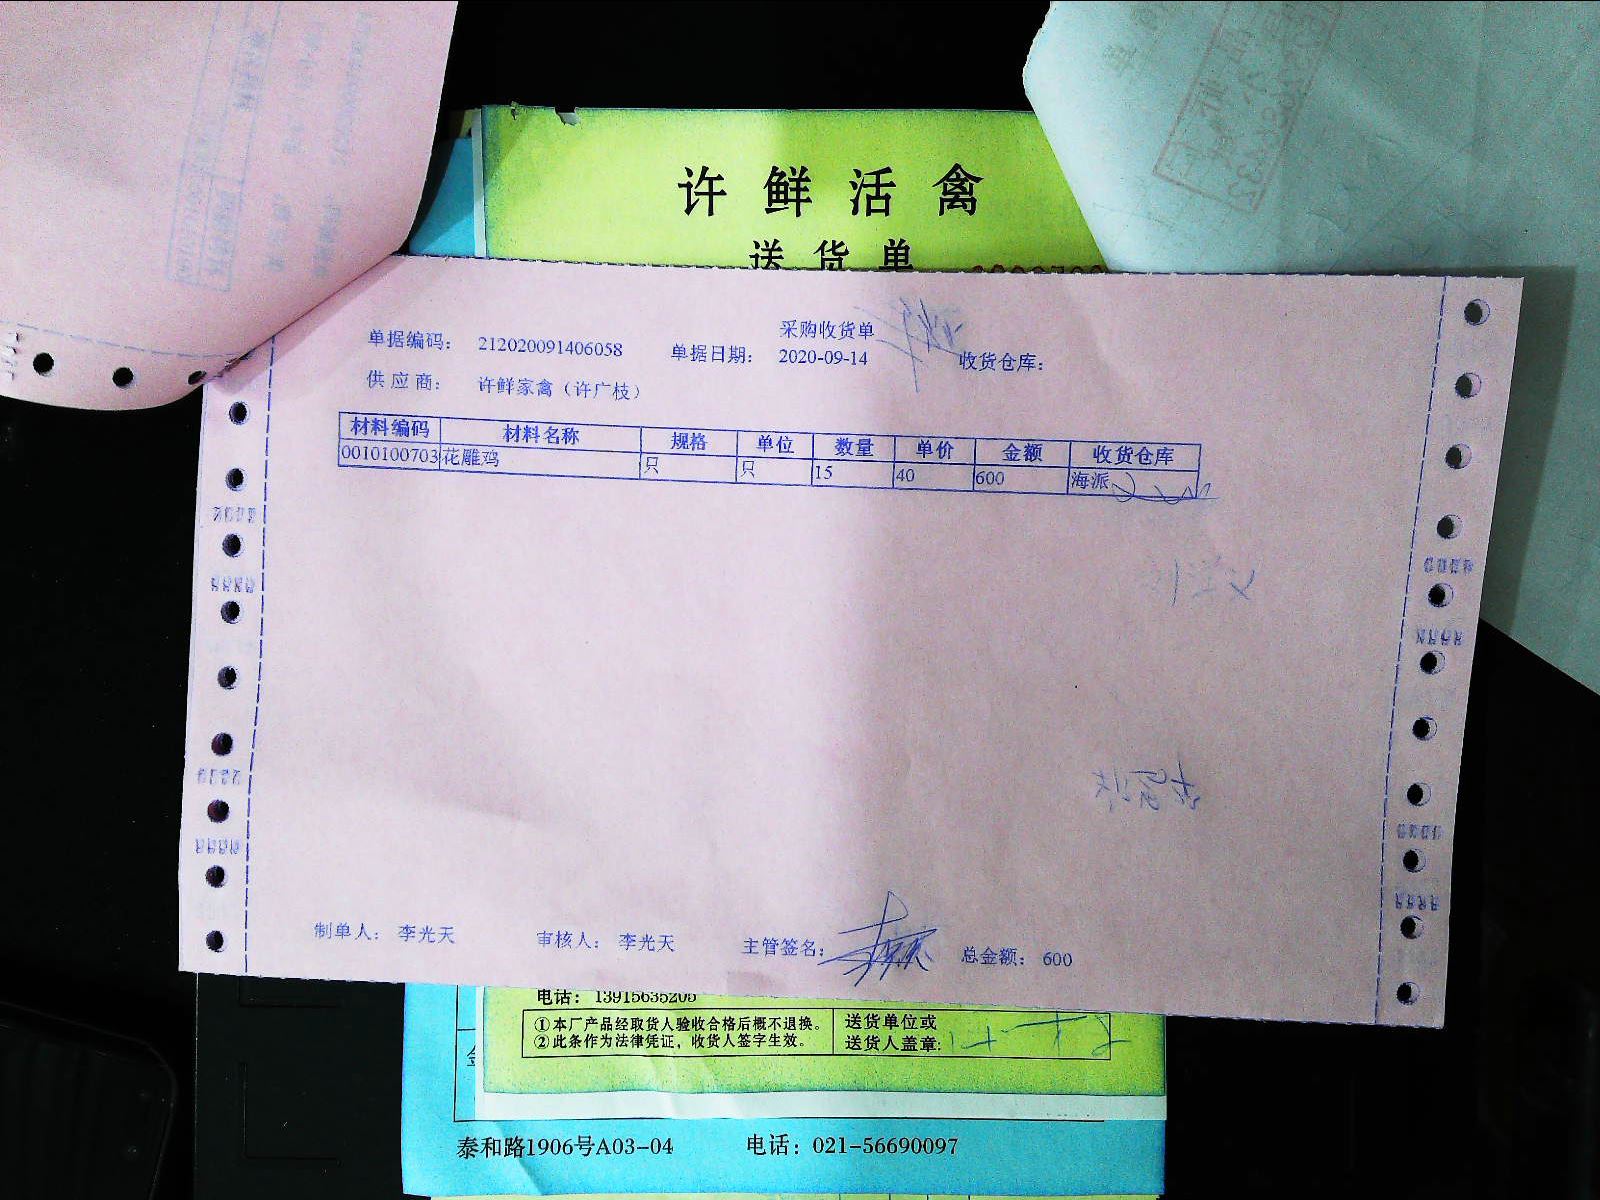 许鲜活禽
送货单
采购收货单
单据编码： 212020091406058 单据日期： 2020-09-14 收货仓库：
供应商： 许鲜家禽（许广枝）
材料编码 材料名称 规格 单位 数量 单价 金额 收货仓库
0010100703 花雕鸡 只 只 15 40 600 海派
制单人： 李光天 审核人： 李光天 主管签名： 总金额： 600
电话： 13915635205
①本厂产品经取货人验收合格后概不退换。 送货单位或
②此条作为法律凭证，收货人签字生效。 送货人盖章:
泰和路1906号A03-04 电话：021-56690097